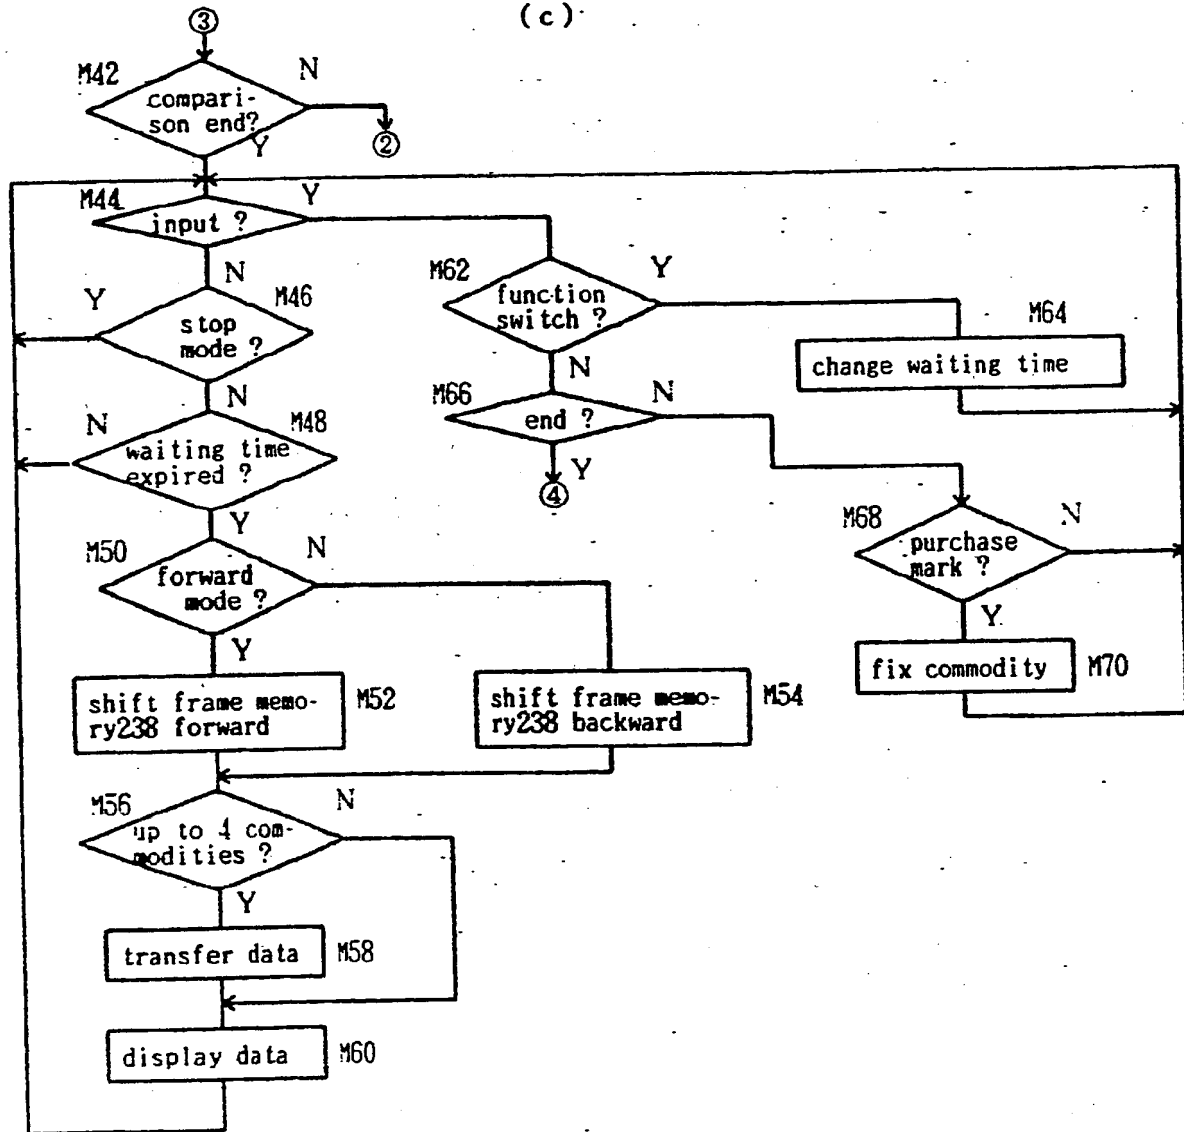 (c)
③
M42
N
compari-
son end?
Y
②
M44
Y
input ?
N
M46
Y
stop
mode ?
N
M48
N
waiting time
expired ?
Y
M50
N
forward
mode ?
Y
shift frame memo-
ry238 forward
M52
shift frame memo-
ry238 backward
M54
M56
N
up to 4 com-
modities ?
Y
transfer data
M58
display data
M60
M62
Y
function
switch ?
N
M64
change waiting time
M66
N
end ?
Y
④
M68
N
purchase
mark ?
Y
fix commodity
M70